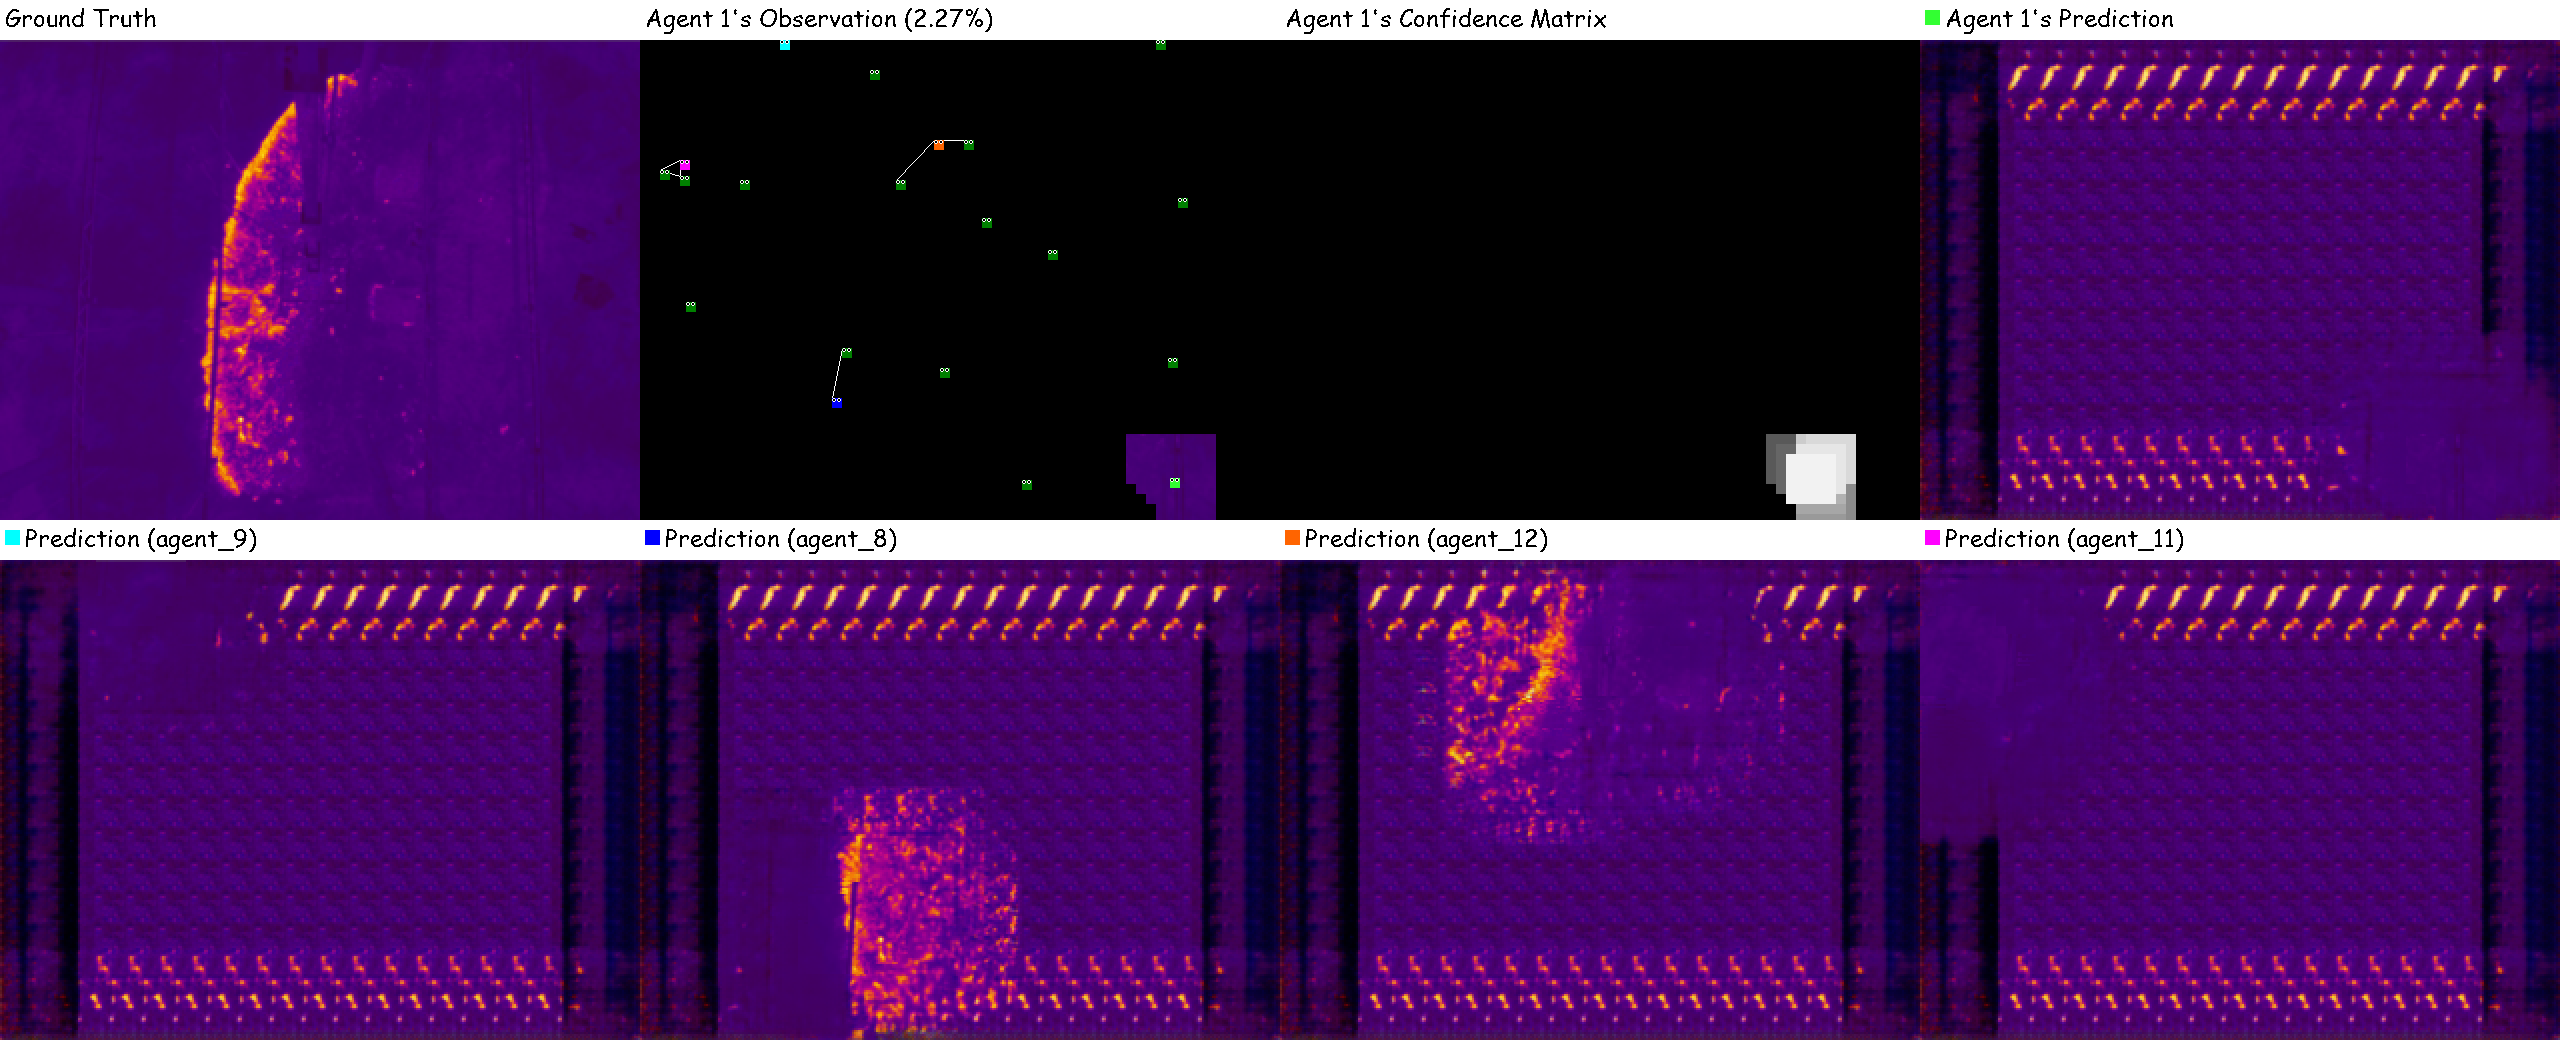 Ground Truth
Agent 1's Observation (2.27%)
Agent 1's Confidence Matrix
Agent 1's Prediction
Prediction (agent_9)
Prediction (agent_8)
Prediction (agent_12)
Prediction (agent_11)